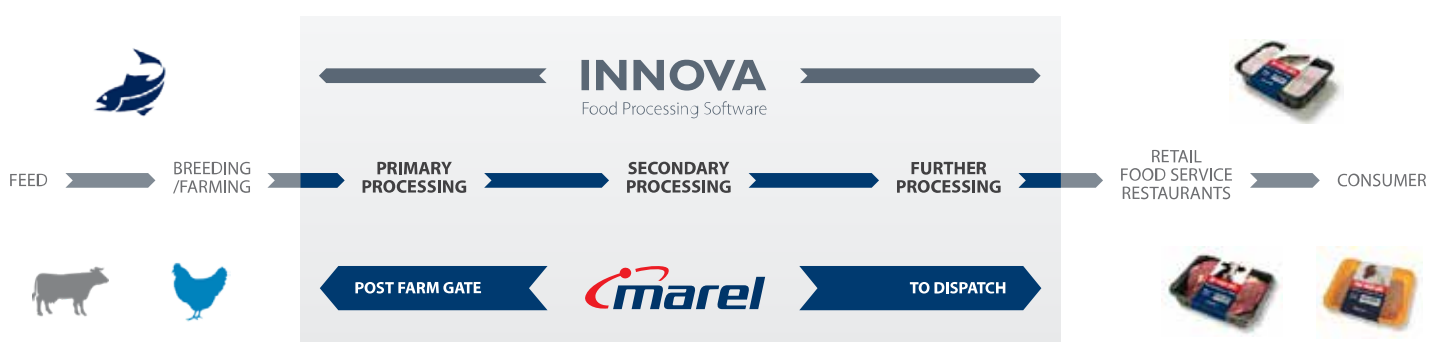 INNOVA
Food Processing Software
FEED
BREEDING
/FARMING
PRIMARY
PROCESSING
SECONDARY
PROCESSING
FURTHER
PROCESSING
RETAIL
FOOD SERVICE
RESTAURANTS
CONSUMER
POST FARM GATE
marel
TO DISPATCH